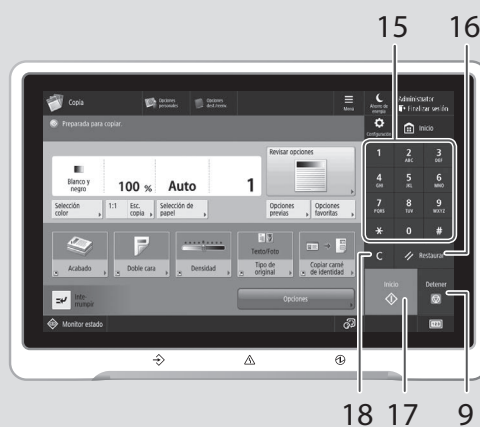 15 16
Copia
Opciones personales
Opciones dest./reenv.
Menú
Ahorro de energía
Administrator
Finalizar sesión
Preparada para copiar.
Configuración
Inicio
Revisar opciones
Blanco y negro
100 %
Auto
1
Selección color
1:1
Esc. copia
Selección de papel
Opciones previas
Opciones favoritas
1
2 ABC
3 DEF
4 GHI
5 JKL
6 MNO
7 PQRS
8 TUV
9 WXYZ
* 0 #
C
Restaurar
Acabado
Doble cara
Densidad
Texto/Foto
Tipo de original
Copiar carné de identidad
Inte-
rrumpir
Opciones
Inicio
Detener
Monitor estado
18 17 9